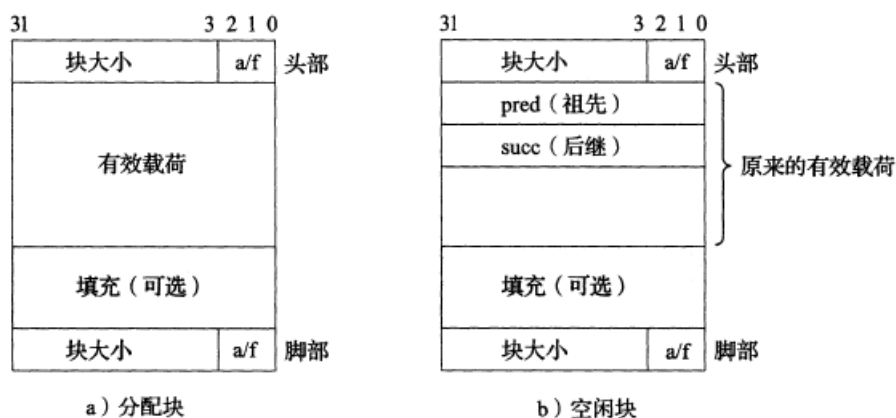 31 3 2 1 0
块大小 a/f 头部
有效载荷
填充（可选）
块大小 a/f 脚部
a）分配块
31 3 2 1 0
块大小 a/f 头部
pred（祖先）
succ（后继）
原来的有效载荷
填充（可选）
块大小 a/f 脚部
b）空闲块